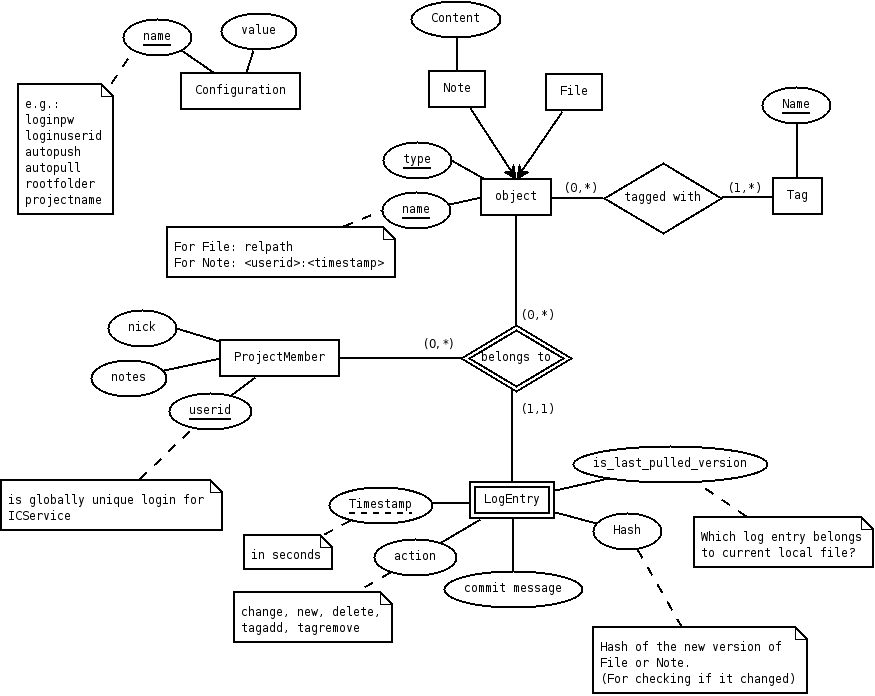 Content
name
value
Configuration
Note
File
Name
e.g.:
loginpw
loginuserid
autopush
autopull
rootfolder
projectname
type
object
(0,*)
tagged with
(1,*)
Tag
name
For File: relpath
For Note: <userid>:<timestamp>
(0,*)
nick
ProjectMember
(0,*)
belongs to
notes
userid
(1,1)
is_last_pulled_version
is globally unique login for
ICService
Timestamp
LogEntry
Hash
Which log entry belongs
to current local file?
in seconds
action
commit message
change, new, delete,
tagadd, tagremove
Hash of the new version of
File or Note.
(For checking if it changed)